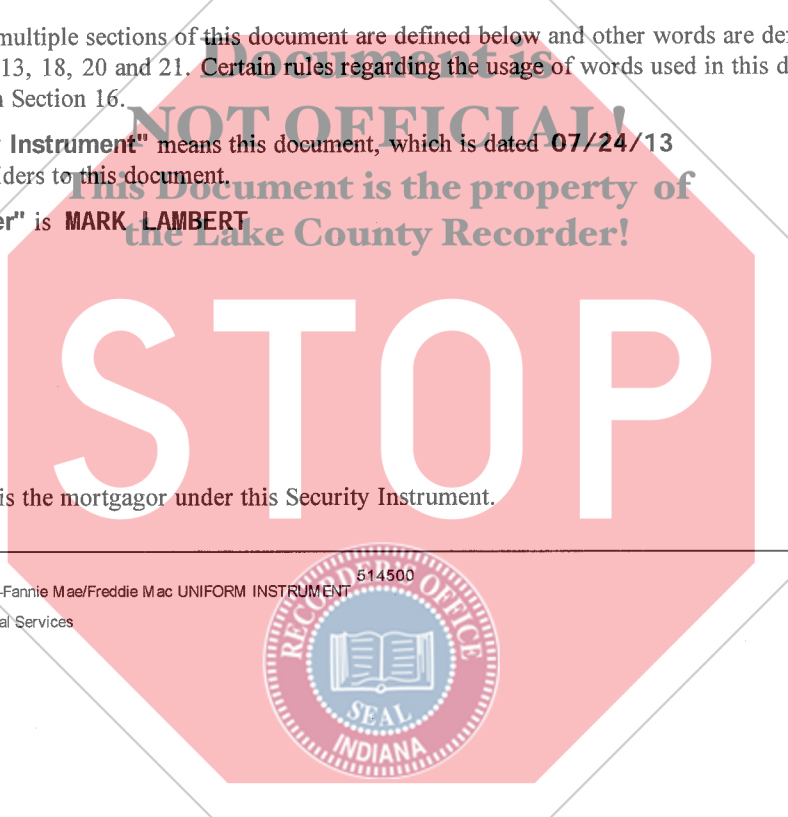 multiple sections of this document are defined below and other words are de
Document is
13, 18, 20 and 21. Certain rules regarding the usage of words used in this d
Section 16.
NOT OFFICIAL!
Instrument" means this document, which is dated 07/24/13
ders to this document.
This Document is the property of
er" is MARK LAMBERT
the Lake County Recorder!
STOP
is the mortgagor under this Security Instrument.
514500
-Fannie Mae/Freddie Mac UNIFORM INSTRUMENT
al Services
RECORDER'S OFFICE
SEAL
INDIANA